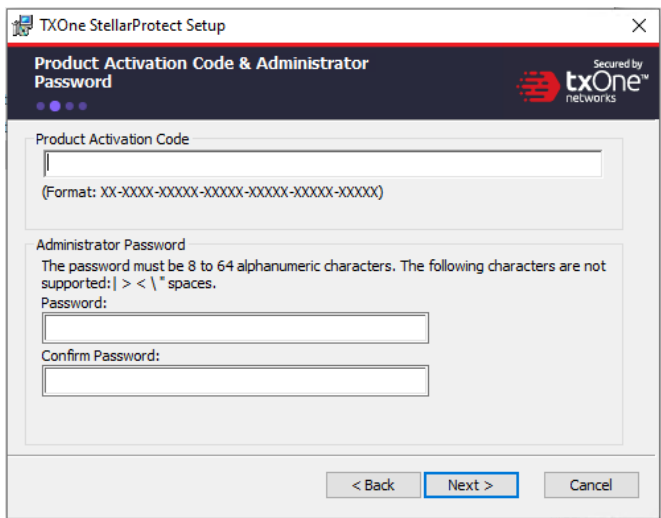 TXOne StellarProtect Setup
Product Activation Code & Administrator
Password
Secured by
txOne™
networks
Product Activation Code
(Format: XX-XXXX-XXXXX-XXXXX-XXXXX-XXXXX-XXXXX)
Administrator Password
The password must be 8 to 64 alphanumeric characters. The following characters are not
supported:| > < \ " spaces.
Password:
Confirm Password:
< Back
Next >
Cancel